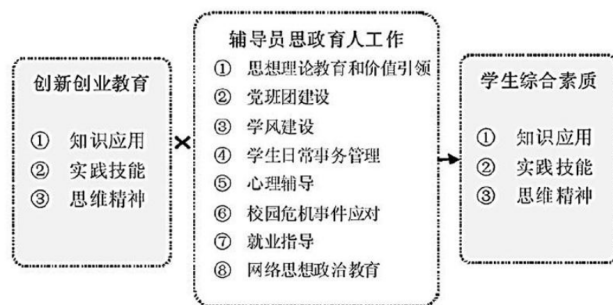 创新创业教育
① 知识应用
② 实践技能
③ 思维精神
×
辅导员思政育人工作
① 思想理论教育和价值引领
② 党班团建设
③ 学风建设
④ 学生日常事务管理
⑤ 心理辅导
⑥ 校园危机事件应对
⑦ 就业指导
⑧ 网络思想政治教育
学生综合素质
① 知识应用
② 实践技能
③ 思维精神